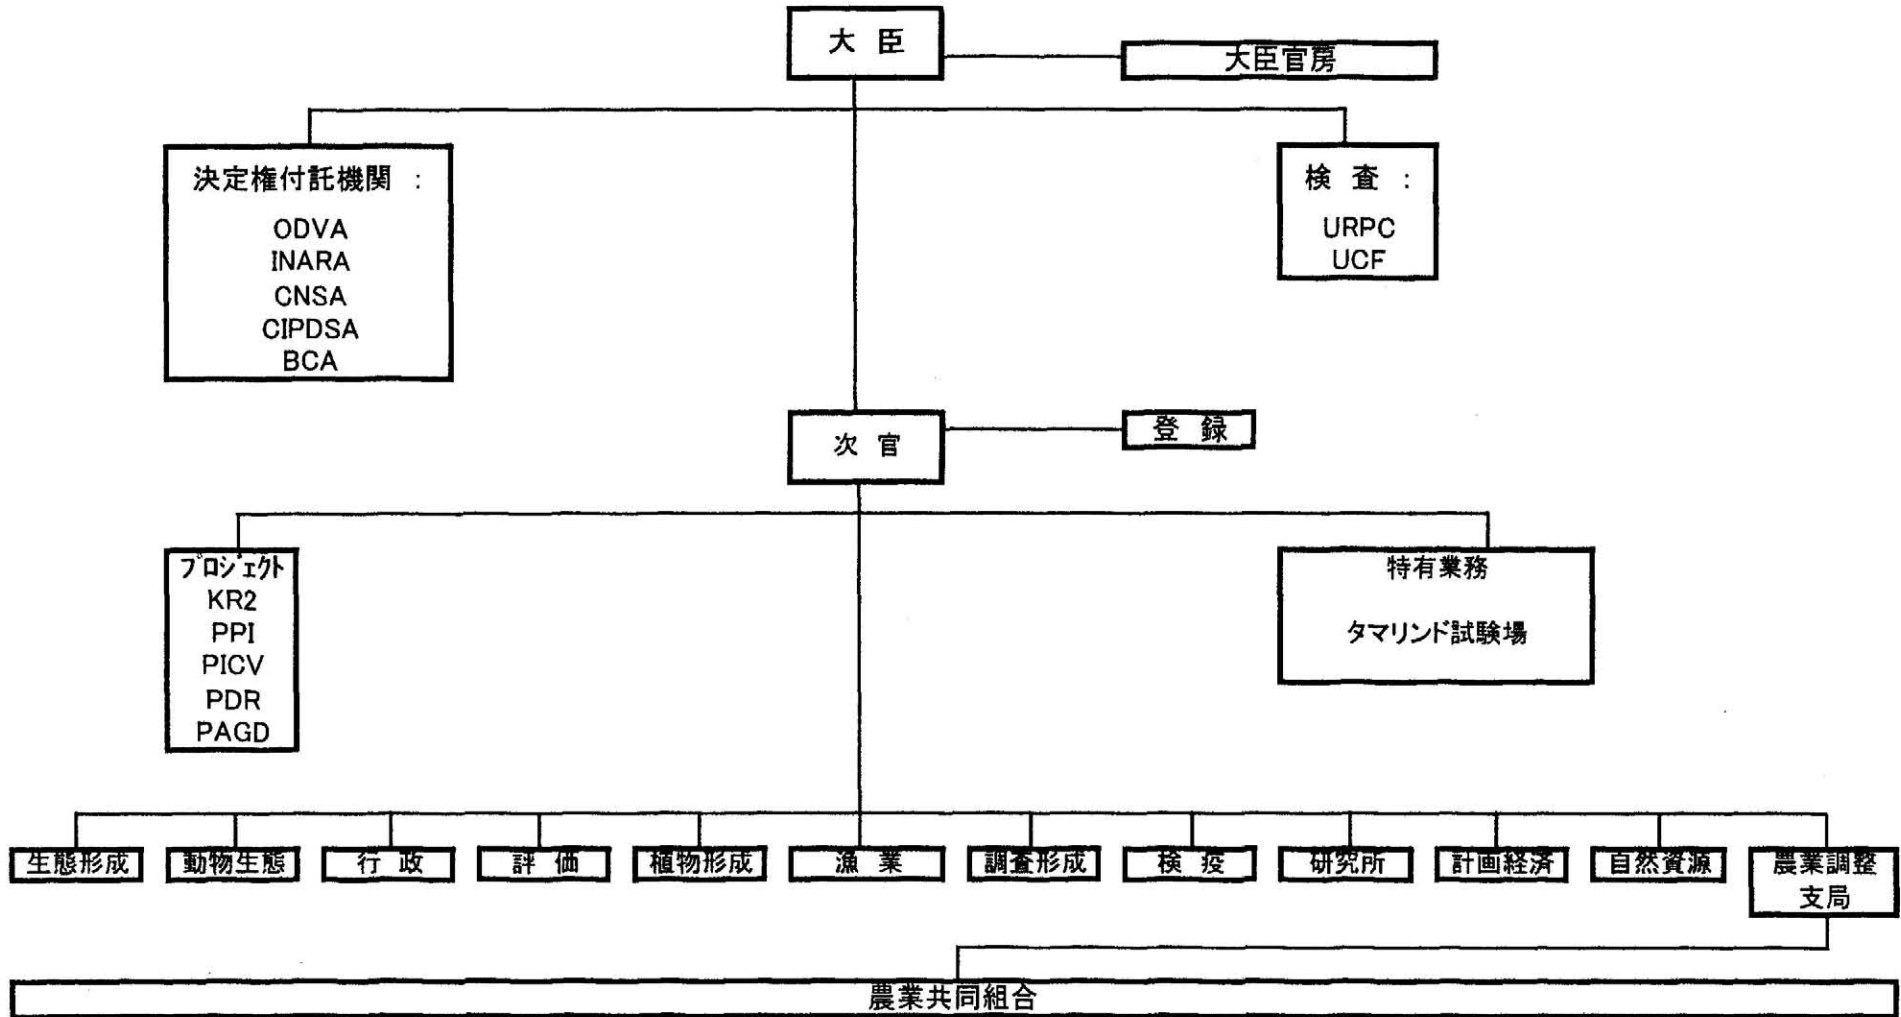 大 臣
大臣官房
決定権付託機関 :
ODVA
INARA
CNSA
CIPDSA
BCA
検 査 :
URPC
UCF
次 官
登 録
プロジェクト
KR2
PPI
PICV
PDR
PAGD
特有業務
タマリンド試験場
生態形成
動物生態
行 政
評 価
植物形成
漁 業
調査形成
検 疫
研究所
計画経済
自然資源
農業調整
支局
農業共同組合